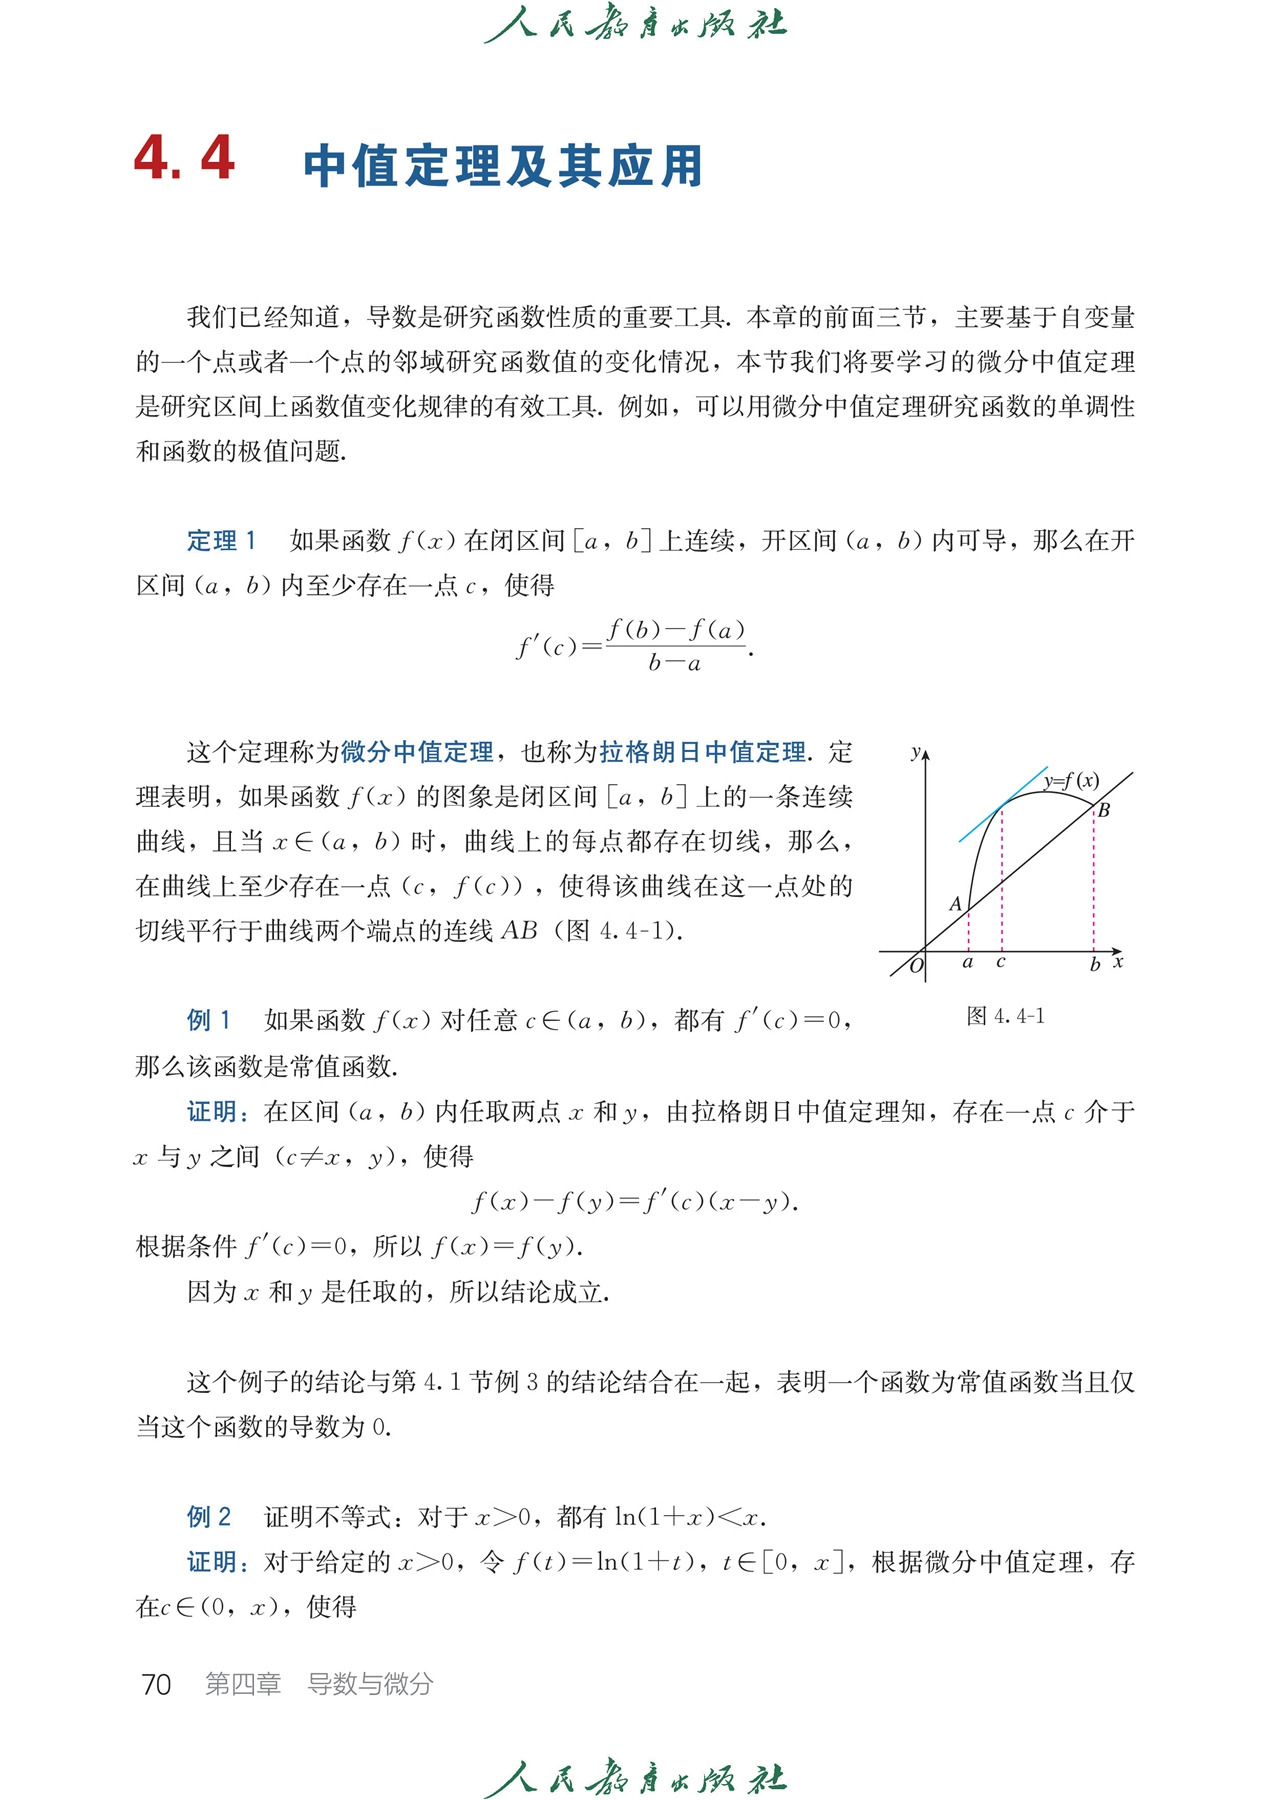 人民教育出版社
4.4 中值定理及其应用
我们已经知道，导数是研究函数性质的重要工具. 本章的前面三节，主要基于自变量
的一个点或者一个点的邻域研究函数值的变化情况，本节我们将要学习的微分中值定理
是研究区间上函数值变化规律的有效工具. 例如，可以用微分中值定理研究函数的单调性
和函数的极值问题.
定理 1 如果函数 f(x) 在闭区间 [a，b] 上连续，开区间 (a，b) 内可导，那么在开
区间 (a，b) 内至少存在一点 c，使得
f′(c)=\frac{f(b)-f(a)}{b-a}.
这个定理称为微分中值定理，也称为拉格朗日中值定理. 定
理表明，如果函数 f(x) 的图象是闭区间 [a，b] 上的一条连续
曲线，且当 x∈(a，b) 时，曲线上的每点都存在切线，那么，
在曲线上至少存在一点 (c，f(c))，使得该曲线在这一点处的
切线平行于曲线两个端点的连线 AB（图 4.4-1).
y
y=f(x)
B
A
O a c b x
图 4.4-1
例 1 如果函数 f(x) 对任意 c∈(a，b)，都有 f′(c)=0，
那么该函数是常值函数.
证明：在区间 (a，b) 内任取两点 x 和 y，由拉格朗日中值定理知，存在一点 c 介于
x 与 y 之间（c≠x，y)，使得
f(x)-f(y)=f′(c)(x-y).
根据条件 f′(c)=0，所以 f(x)=f(y).
因为 x 和 y 是任取的，所以结论成立.
这个例子的结论与第 4.1 节例 3 的结论结合在一起，表明一个函数为常值函数当且仅
当这个函数的导数为 0.
例 2 证明不等式：对于 x>0，都有 ln(1+x)<x.
证明：对于给定的 x>0，令 f(t)=ln(1+t)，t∈[0，x]，根据微分中值定理，存
在c∈(0，x)，使得
70 第四章 导数与微分
人民教育出版社